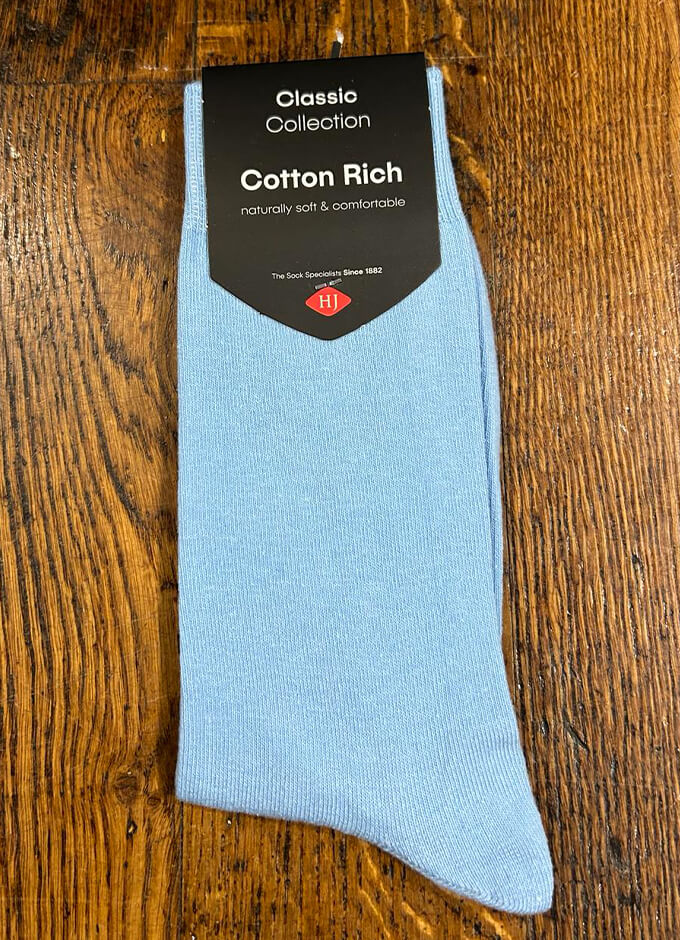 Classic
Collection
Cotton Rich
naturally soft & comfortable
The Sock Specialists Since 1882
HJ